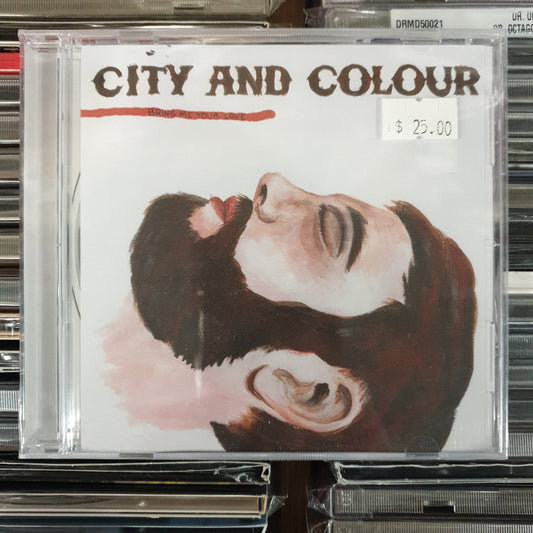 DRMD50021
CITY AND COLOUR
BRING ME YOUR LOVE
$ 25.00